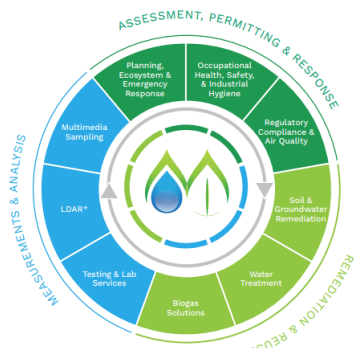 ASSESSMENT, PERMITTING & RESPONSE
Planning,
Ecosystem &
Emergency
Response
Occupational
Health, Safety,
& Industrial
Hygiene
Regulatory
Compliance &
Air Quality
Soil &
Groundwater
Remediation
Water
Treatment
Biogas
Solutions
Testing & Lab
Services
LDAR*
Multimedia
Sampling
MEASUREMENTS & ANALYSIS
REMEDIATION &